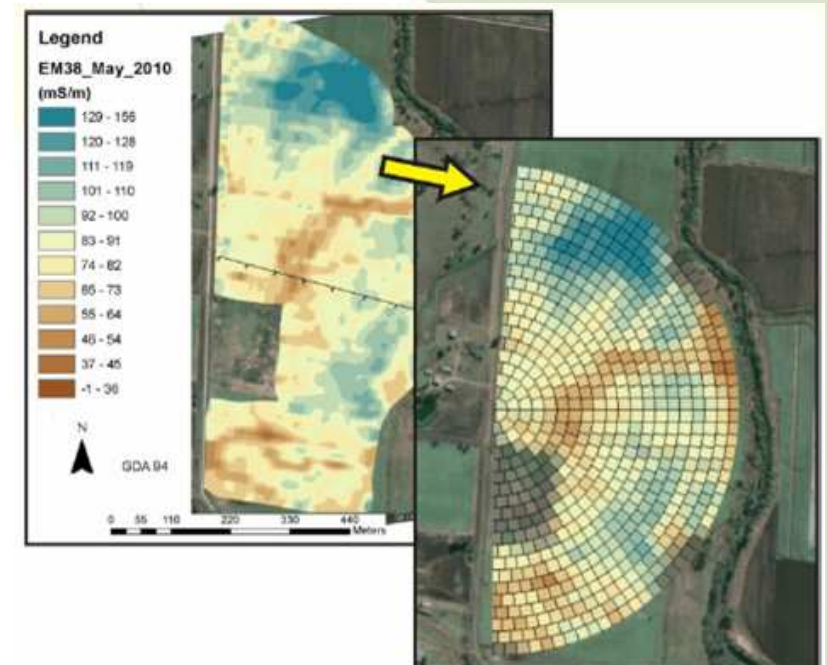 Legend
EM38_May_2010
(mS/m)
129 - 156
120 - 128
111 - 119
101 - 110
92 - 100
83 - 91
74 - 82
65 - 73
55 - 64
46 - 54
37 - 45
-1 - 36
N
GDA 94
0 55 110 220 330 440
Meters